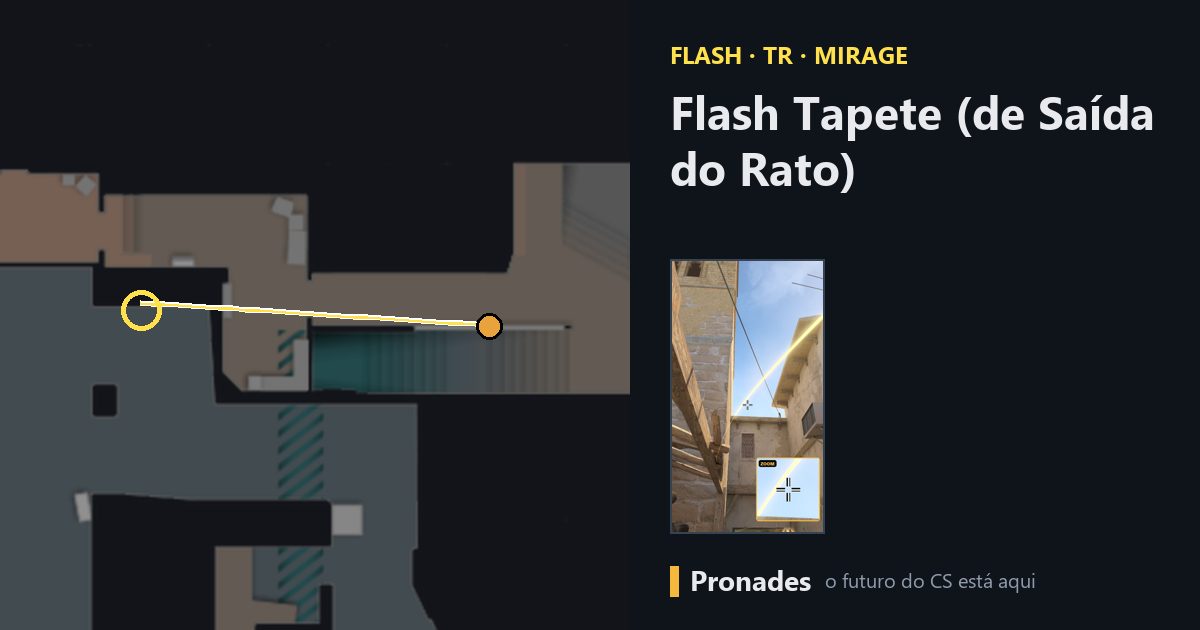 FLASH · TR · MIRAGE
Flash Tapete (de Saída
do Rato)
ZOOM
Pronades o futuro do CS está aqui